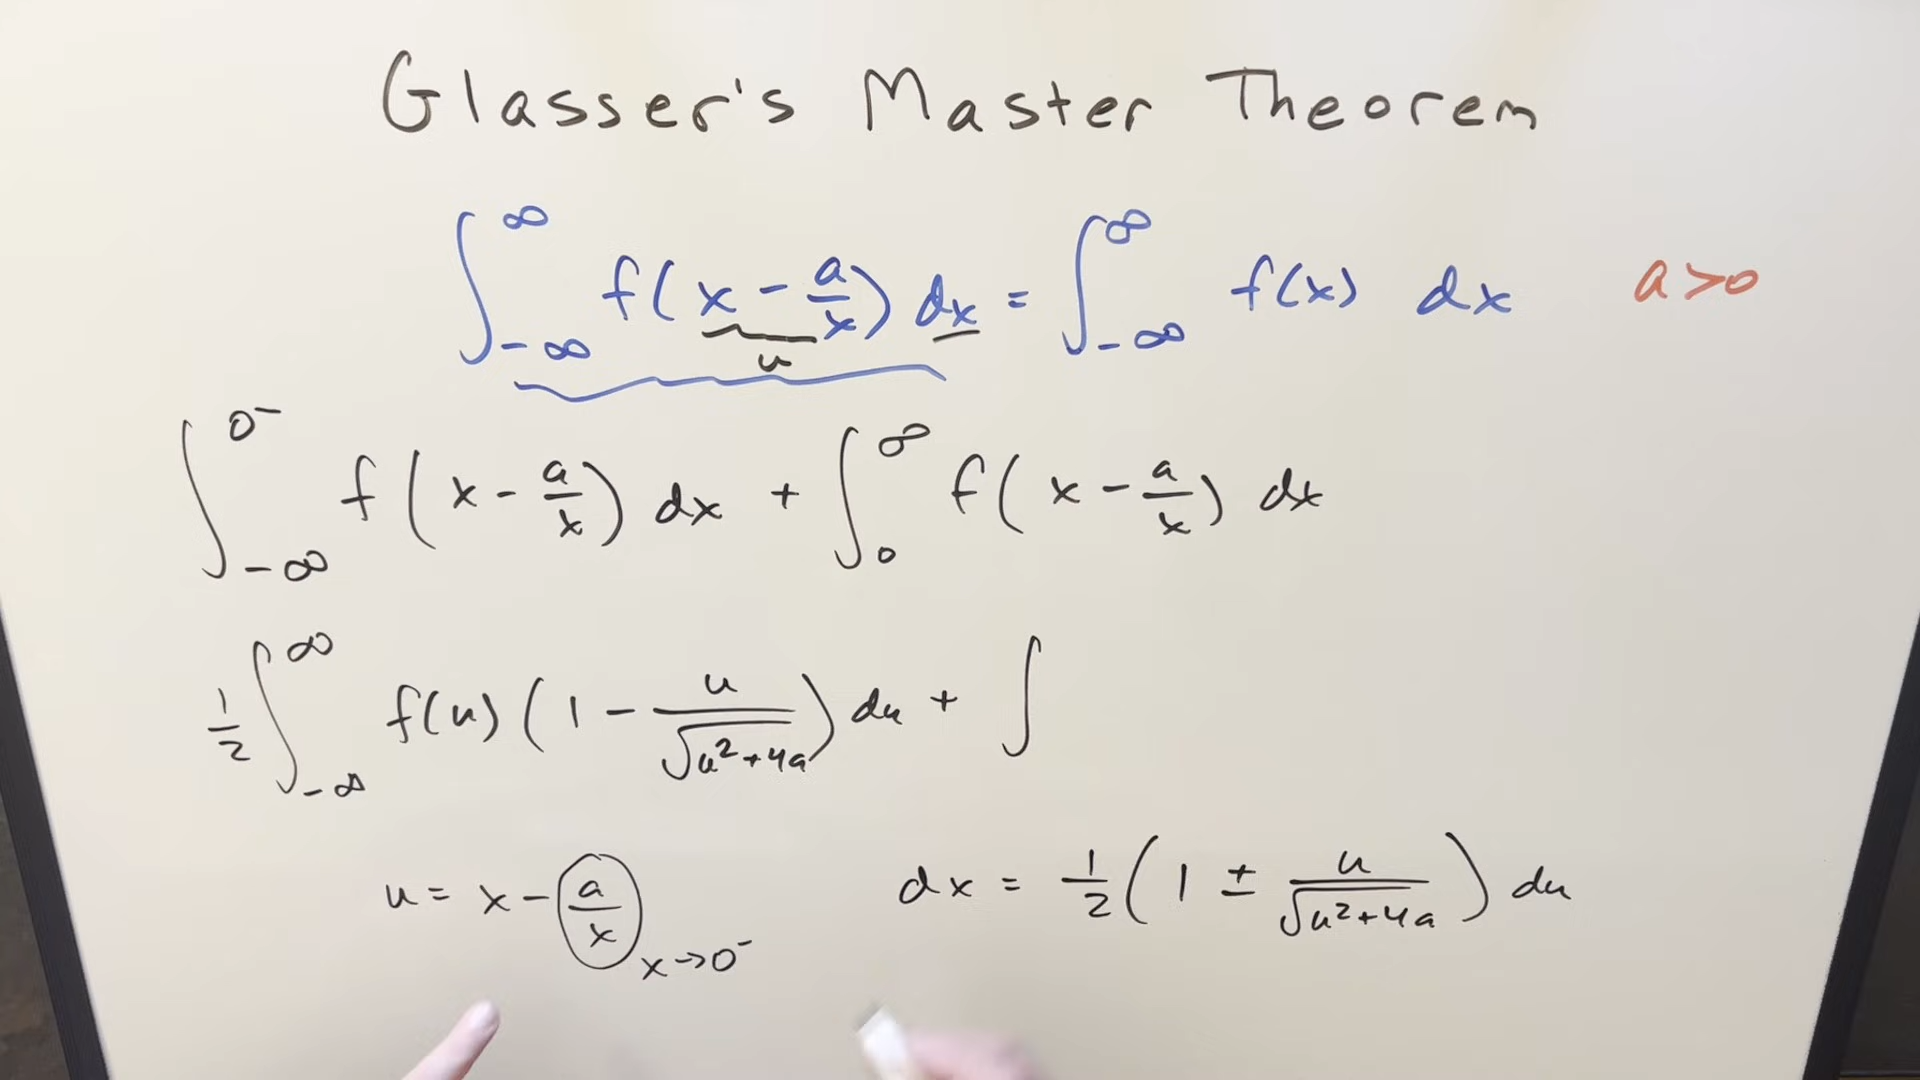 Glasser's Master Theorem
∫_{-∞}^{∞} f(x - a/x) dx = ∫_{-∞}^{∞} f(x) dx a>0
u
∫_{-∞}^{0⁻} f(x - a/x) dx + ∫_{0}^{∞} f(x - a/x) dx
1/2 ∫_{-∞}^{∞} f(u) (1 - u/√(u²+4a)) du + ∫
u = x - a/x x→0⁻ dx = 1/2 (1 ± u/√(u²+4a)) du